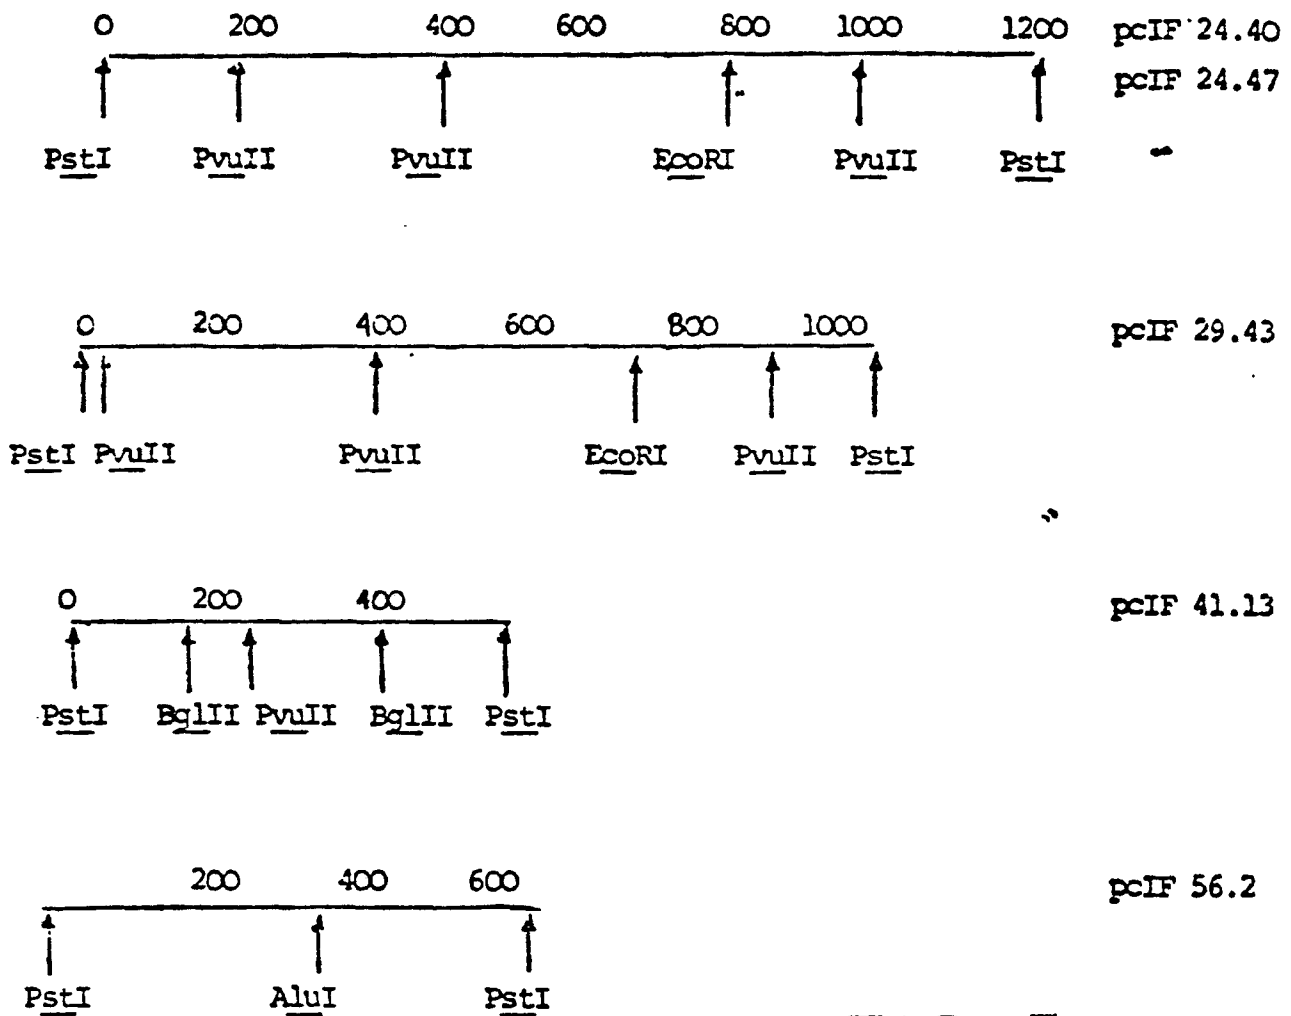 0 200 400 600 800 1000 1200 pcIF 24.40
pcIF 24.47
PstI PvuII PvuII EcoRI PvuII PstI
0 200 400 600 800 1000 pcIF 29.43
PstI PvuII PvuII EcoRI PvuII PstI
0 200 400 pcIF 41.13
PstI BglII PvuII BglII PstI
200 400 600 pcIF 56.2
PstI AluI PstI